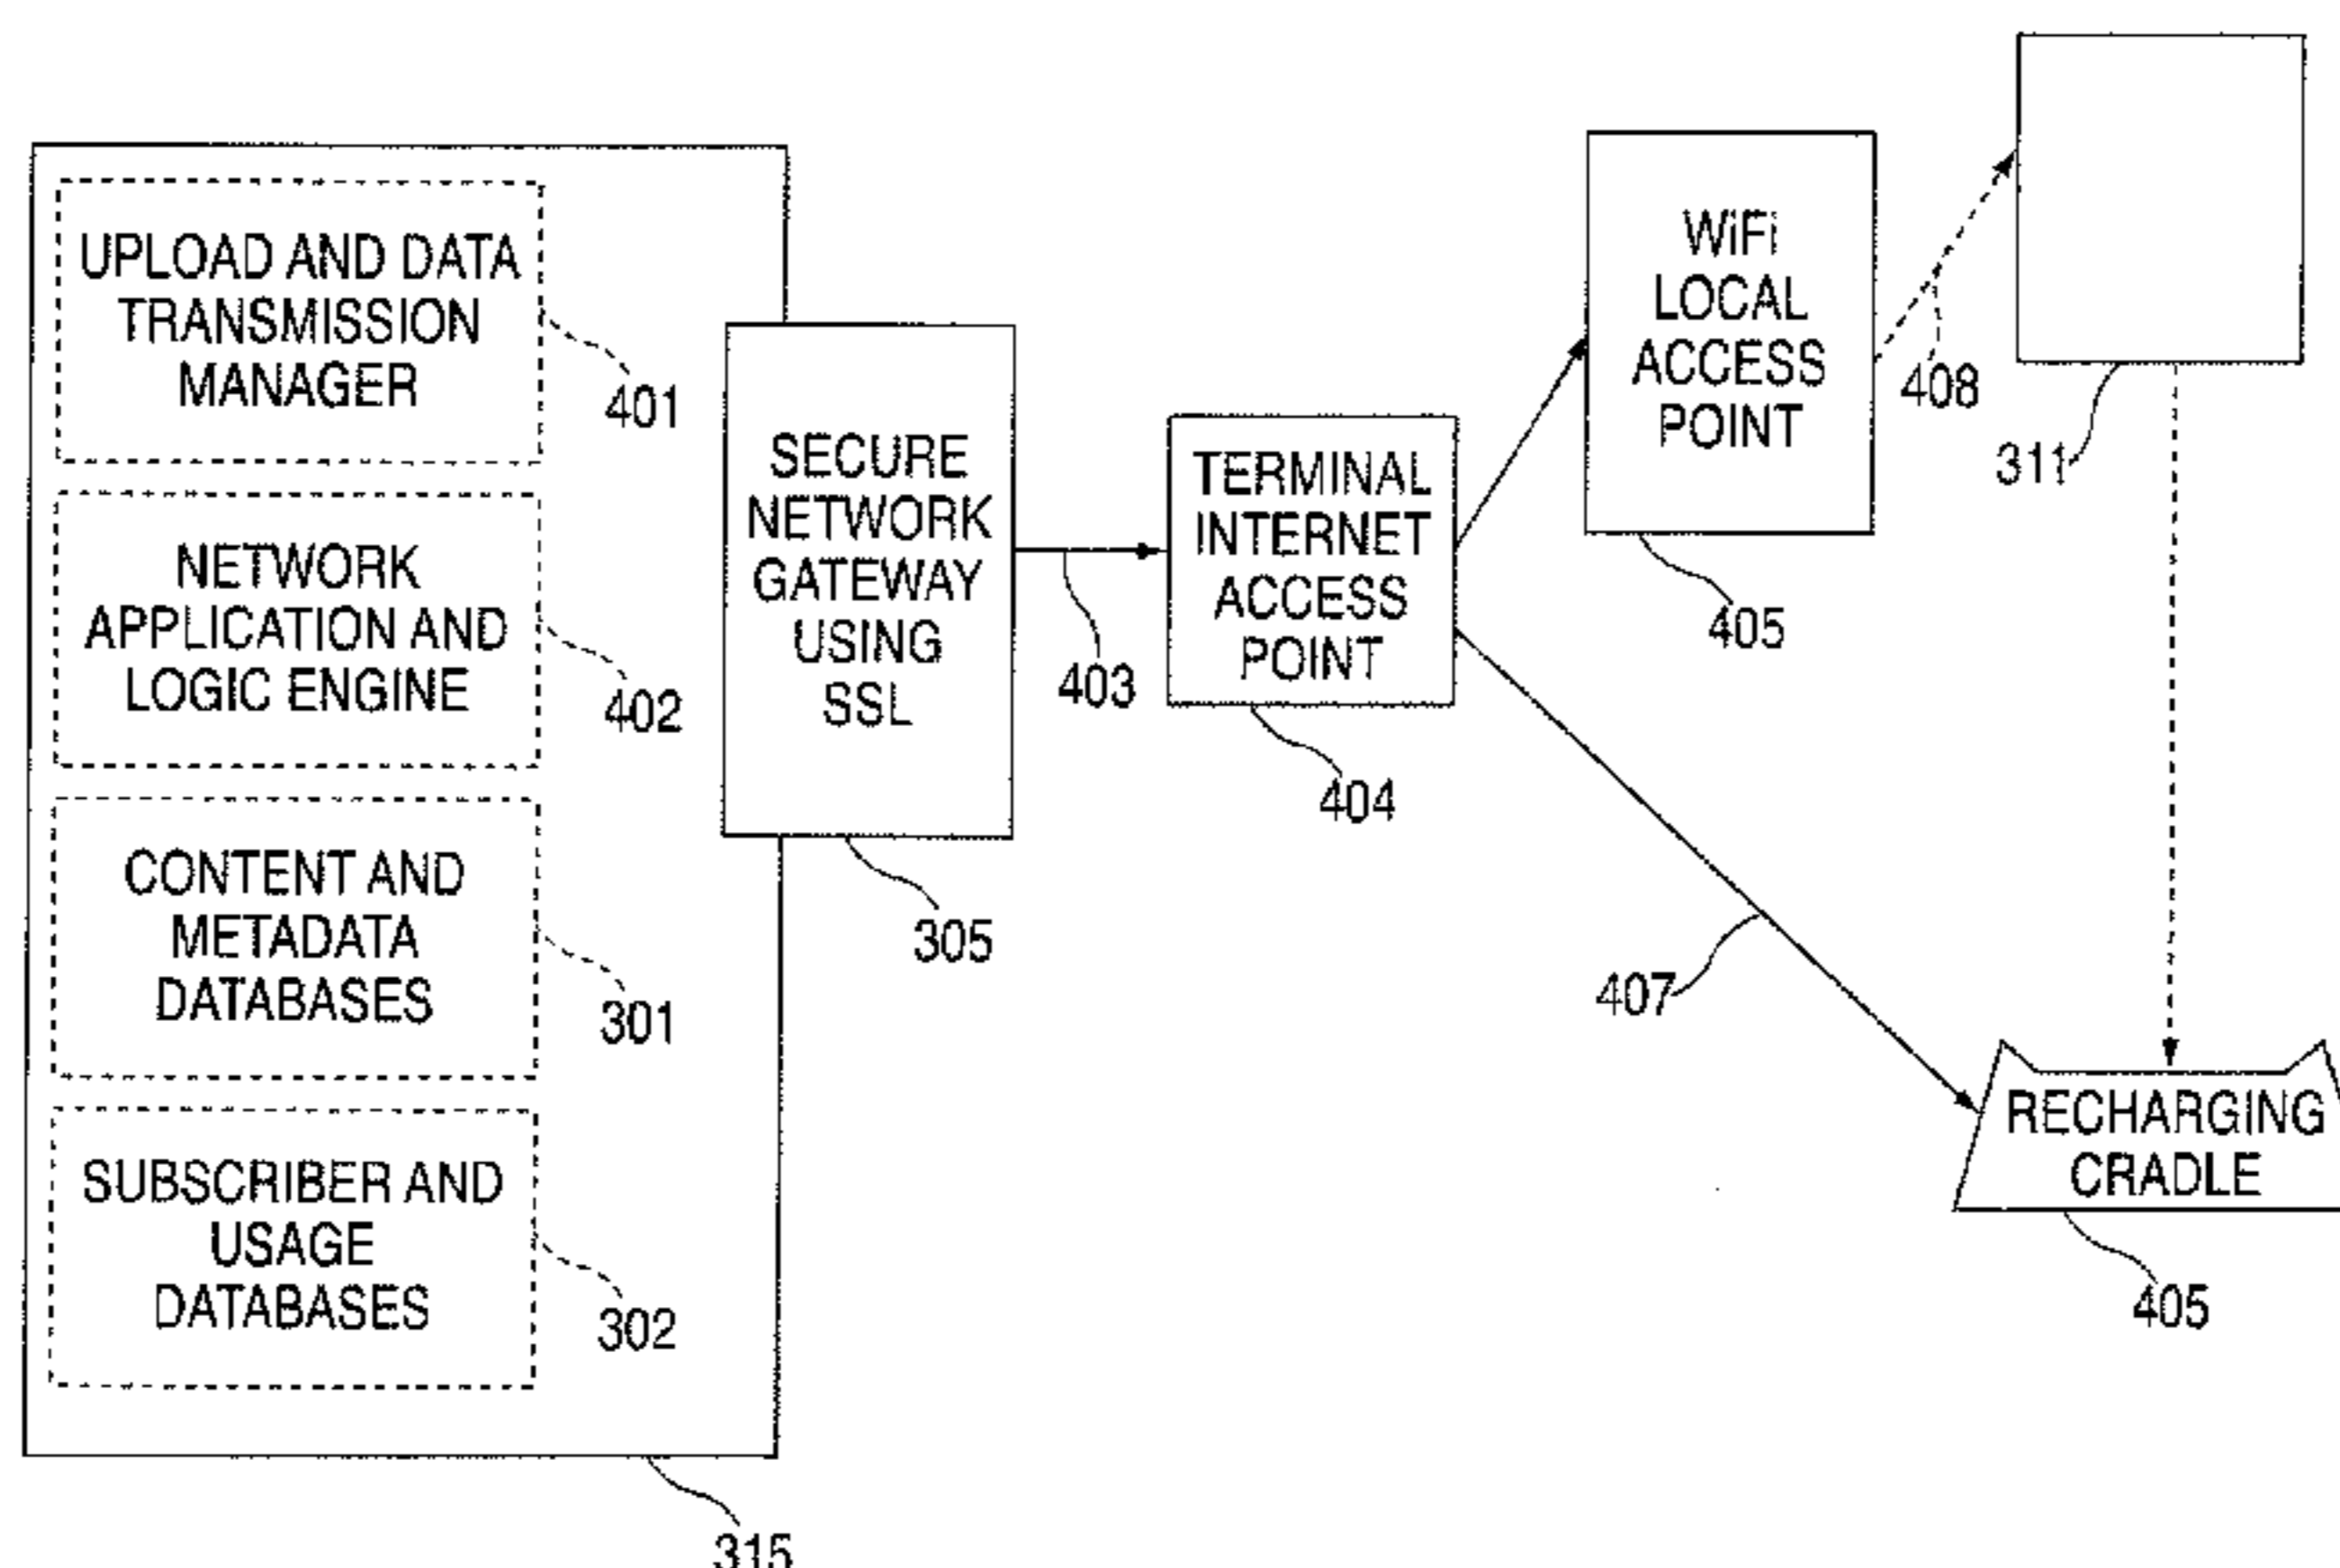 UPLOAD AND DATA
TRANSMISSION
MANAGER
401
NETWORK
APPLICATION AND
LOGIC ENGINE
402
CONTENT AND
METADATA
DATABASES
301
SUBSCRIBER AND
USAGE
DATABASES
302
315
SECURE
NETWORK
GATEWAY
USING
SSL
305
403
TERMINAL
INTERNET
ACCESS
POINT
404
WiFi
LOCAL
ACCESS
POINT
405
408
311
407
RECHARGING
CRADLE
405